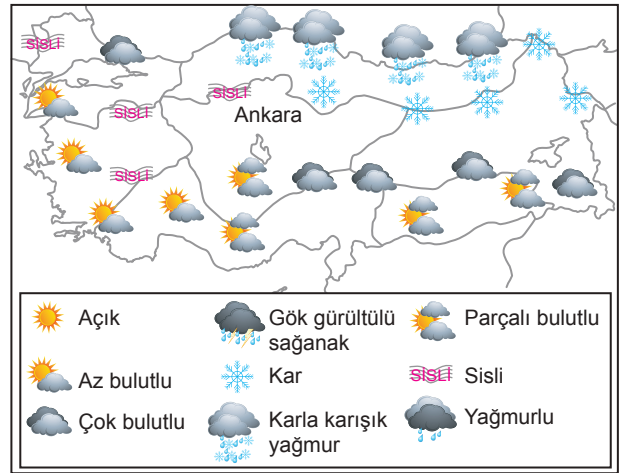 SİSLİ
SİSLİ
SİSLİ
Ankara
SİSLİ
Açık
Gök gürültülü
sağanak
Parçalı bulutlu
Az bulutlu
Kar
SİSLİ Sisli
Çok bulutlu
Karla karışık
yağmur
Yağmurlu